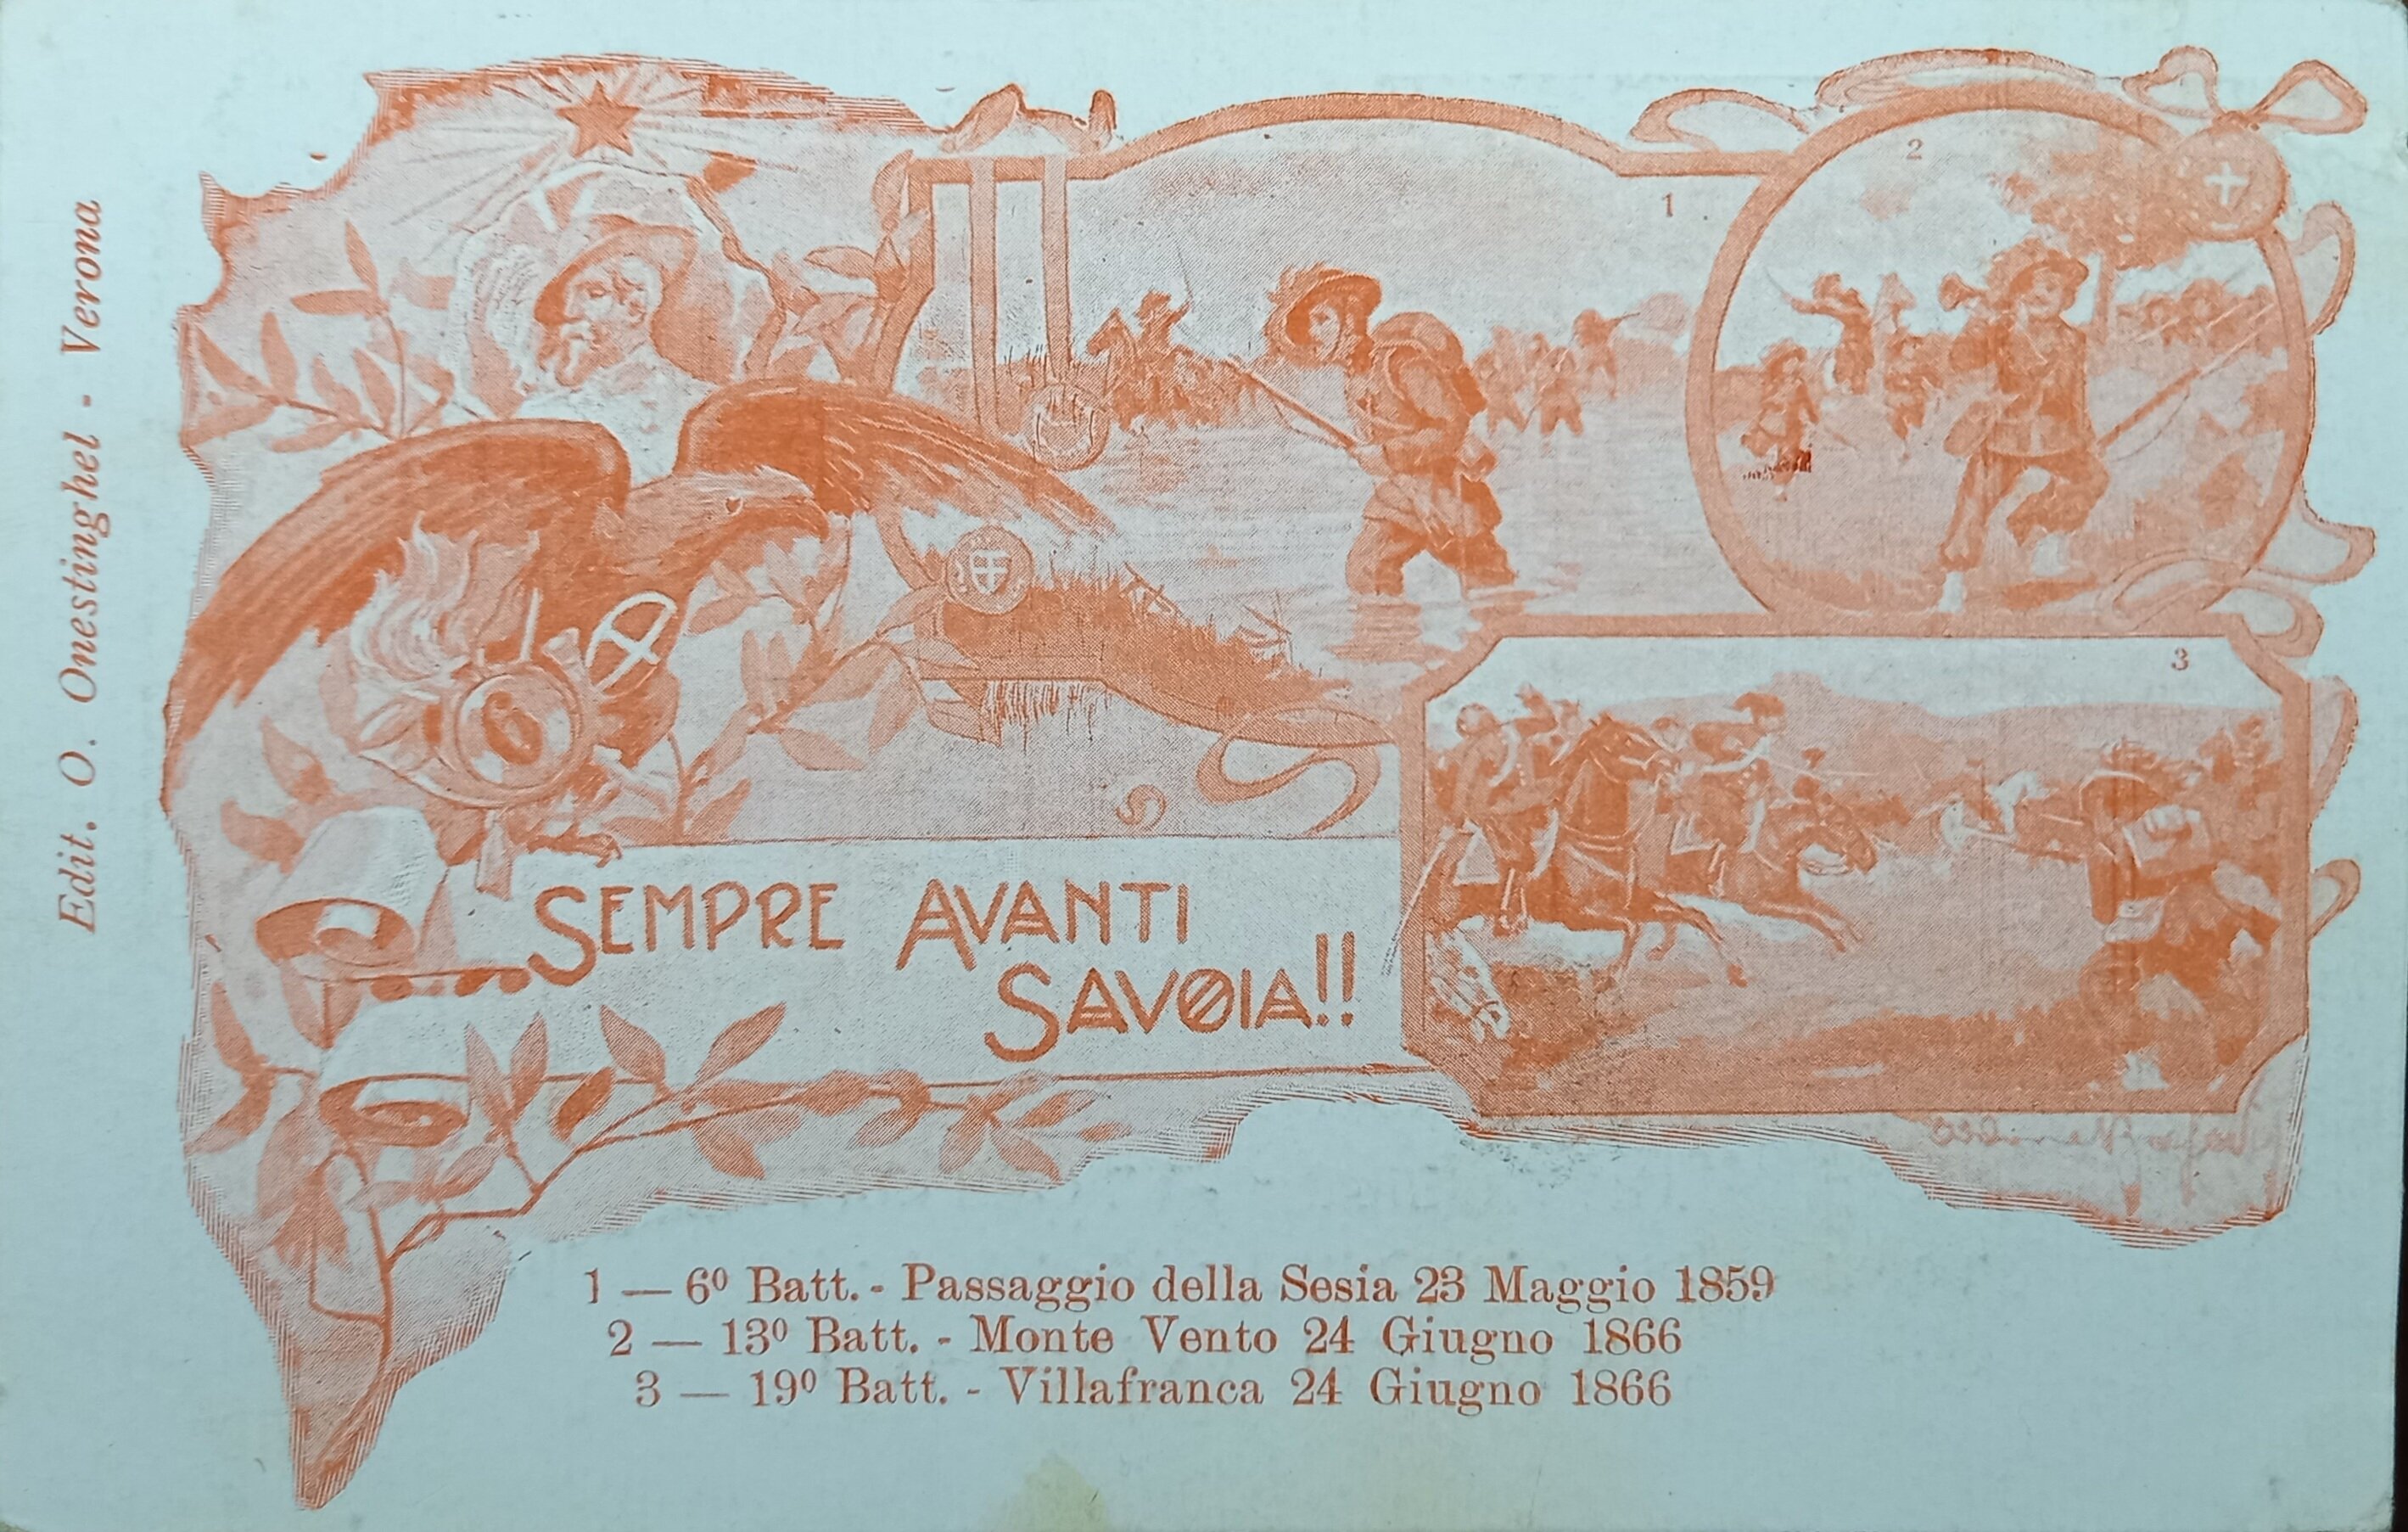 Edit. O. Onestinghel - Verona
2
1
3
6
SEMPRE AVANTI
SAVOIA!!
1 — 6º Batt. - Passaggio della Sesia 23 Maggio 1859
2 — 13º Batt. - Monte Vento 24 Giugno 1866
3 — 19º Batt. - Villafranca 24 Giugno 1866